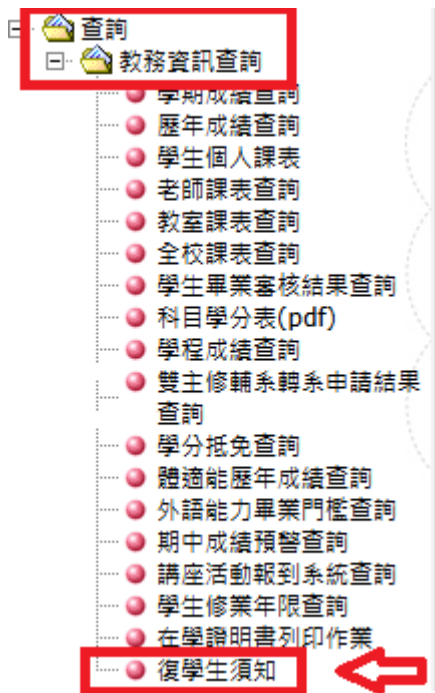 查詢
教務資訊查詢
學期成績查詢
歷年成績查詢
學生個人課表
老師課表查詢
教室課表查詢
全校課表查詢
學生畢業審核結果查詢
科目學分表(pdf)
學程成績查詢
雙主修輔系轉系申請結果
查詢
學分抵免查詢
體適能歷年成績查詢
外語能力畢業門檻查詢
期中成績預警查詢
講座活動報到系統查詢
學生修業年限查詢
在學證明書列印作業
復學生須知